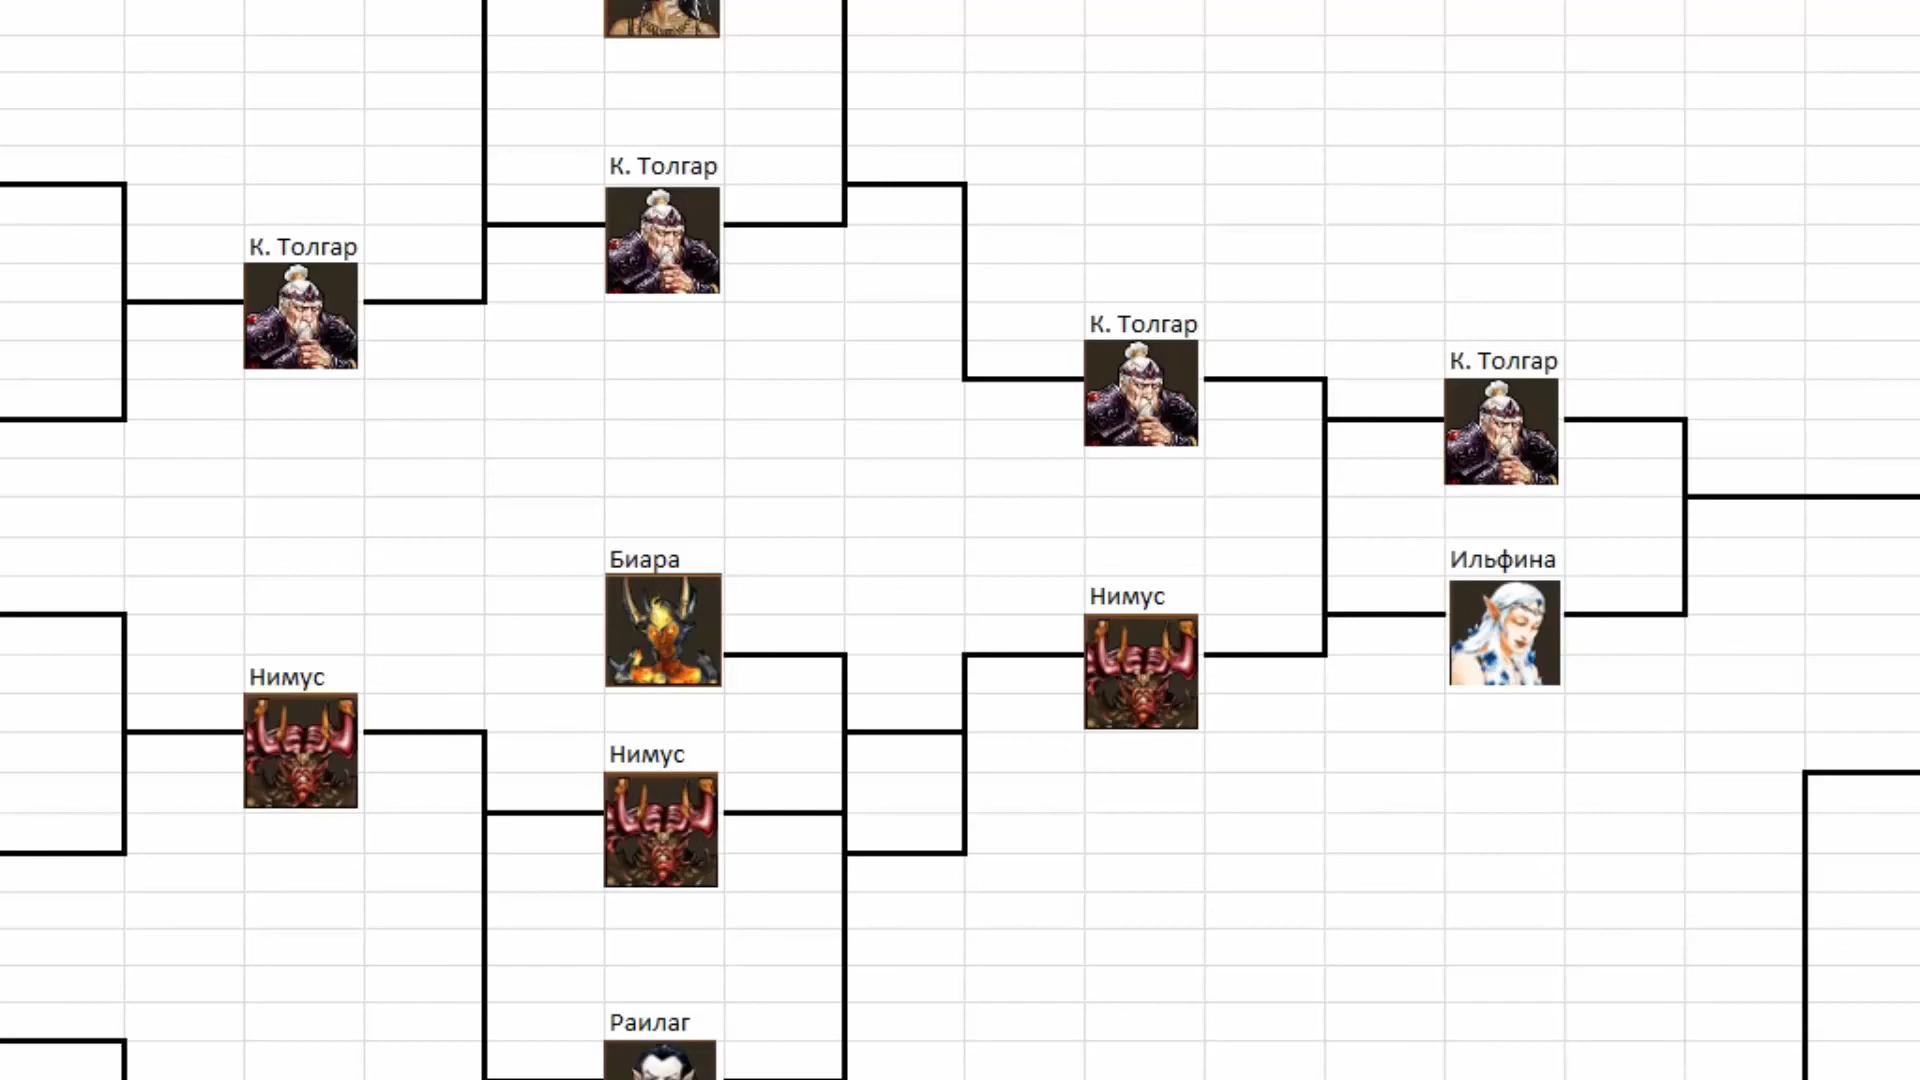 К. Толгар
К. Толгар
К. Толгар
К. Толгар
Биара
Ильфина
Нимус
Нимус
Нимус
Раилаг